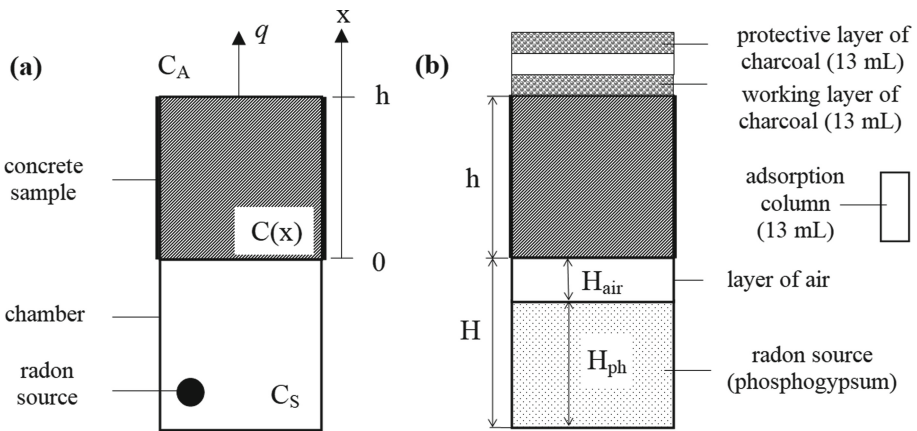 (a)
C_A
q
x
h
concrete
sample
C(x)
0
chamber
radon
source
C_S
(b)
protective layer of
charcoal (13 mL)
working layer of
charcoal (13 mL)
h
adsorption
column
(13 mL)
H_air
layer of air
H
H_ph
radon source
(phosphogypsum)